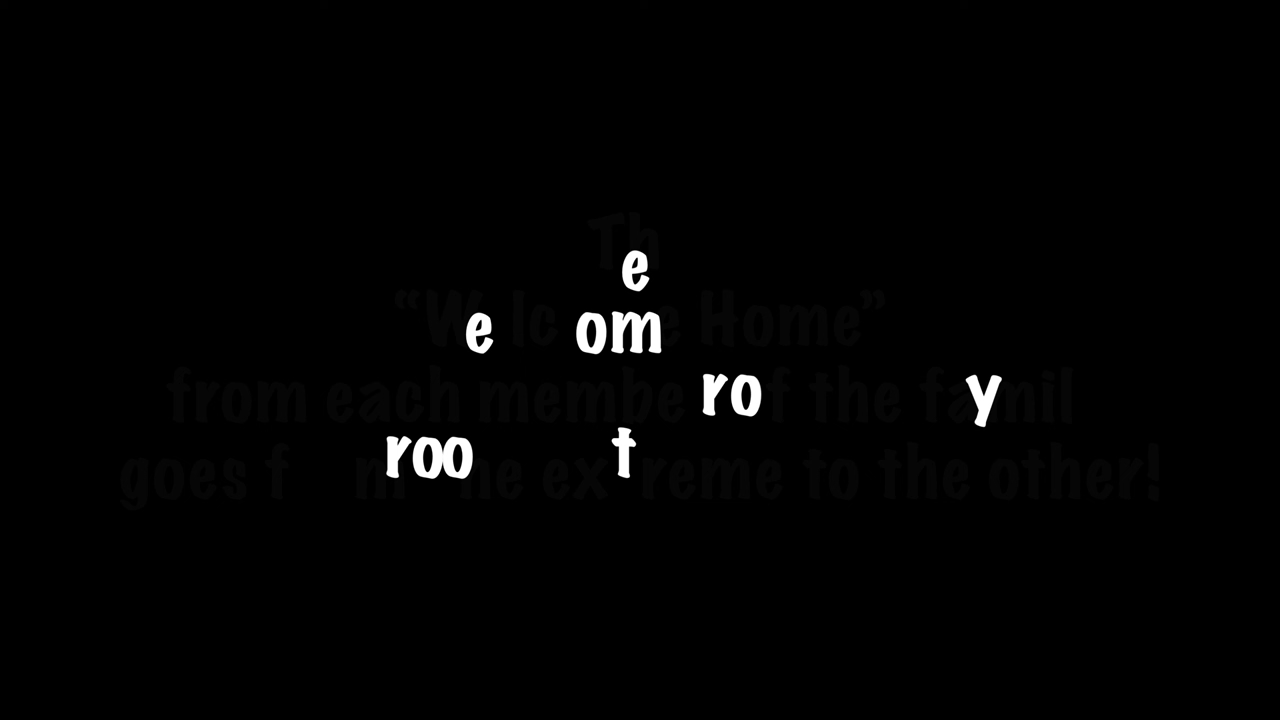 The
“Welcome Home”
from each member of the family
goes from one extreme to the other!